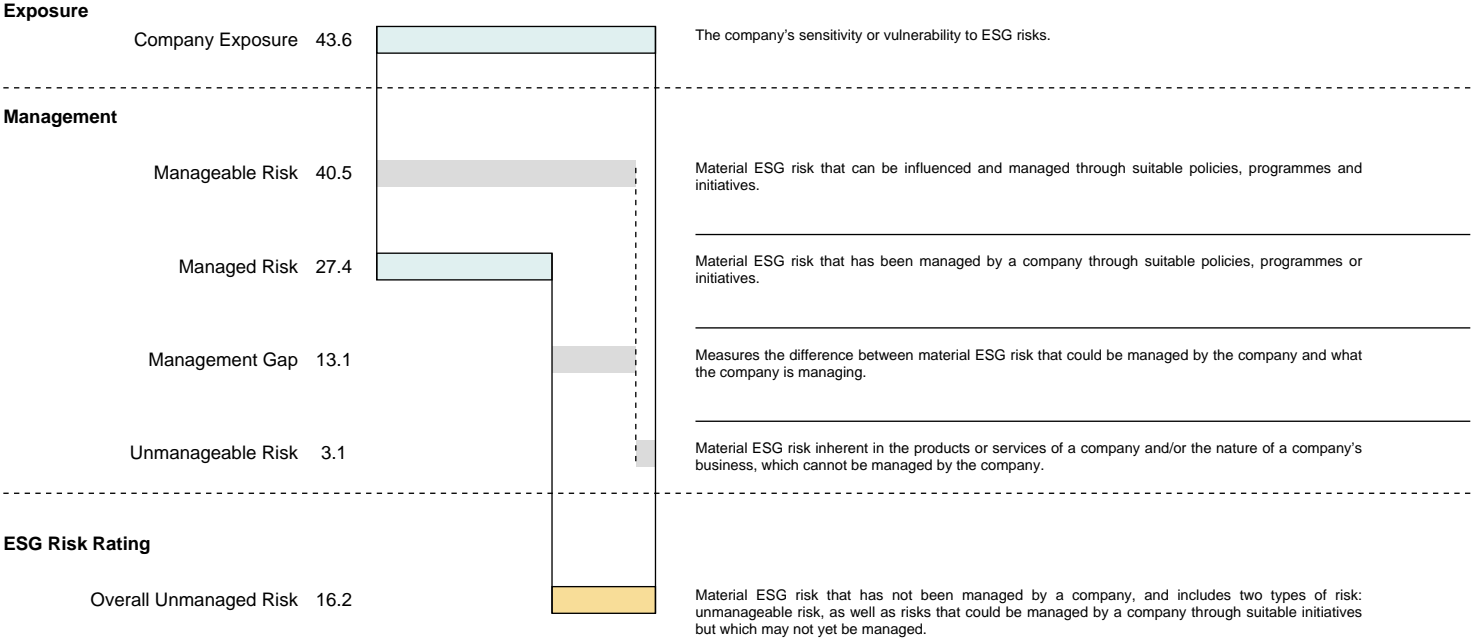 Exposure
Company Exposure 43.6
The company’s sensitivity or vulnerability to ESG risks.
Management
Manageable Risk 40.5
Material ESG risk that can be influenced and managed through suitable policies, programmes and
initiatives.
Managed Risk 27.4
Material ESG risk that has been managed by a company through suitable policies, programmes or
initiatives.
Management Gap 13.1
Measures the difference between material ESG risk that could be managed by the company and what
the company is managing.
Unmanageable Risk 3.1
Material ESG risk inherent in the products or services of a company and/or the nature of a company’s
business, which cannot be managed by the company.
ESG Risk Rating
Overall Unmanaged Risk 16.2
Material ESG risk that has not been managed by a company, and includes two types of risk:
unmanageable risk, as well as risks that could be managed by a company through suitable initiatives
but which may not yet be managed.